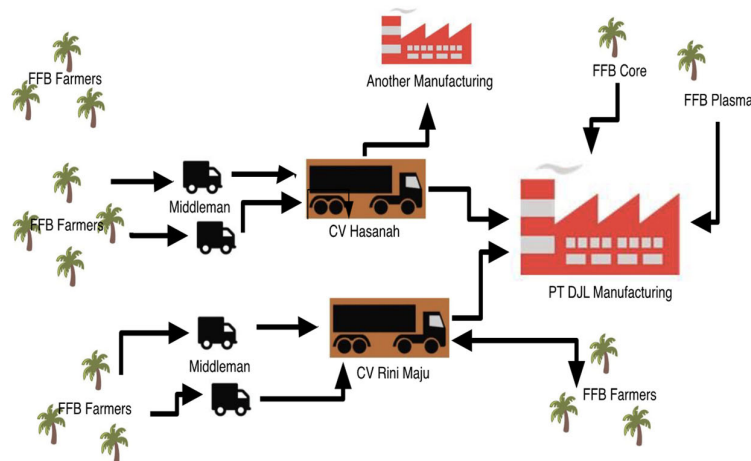 FFB Farmers
Another Manufacturing
FFB Core
FFB Plasma
Middleman
FFB Farmers
CV Hasanah
PT DJL Manufacturing
Middleman
CV Rini Maju
FFB Farmers
FFB Farmers